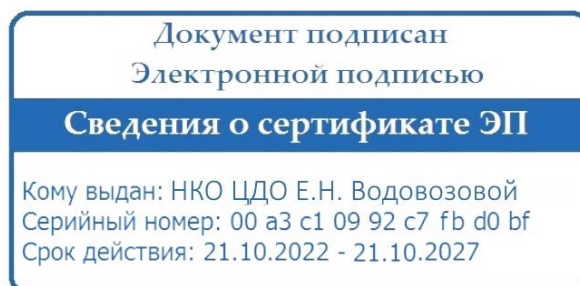 Документ подписан
Электронной подписью
Сведения о сертификате ЭП
Кому выдан: НКО ЦДО Е.Н. Водовозовой
Серийный номер: 00 a3 c1 09 92 c7 fb d0 bf
Срок действия: 21.10.2022 - 21.10.2027